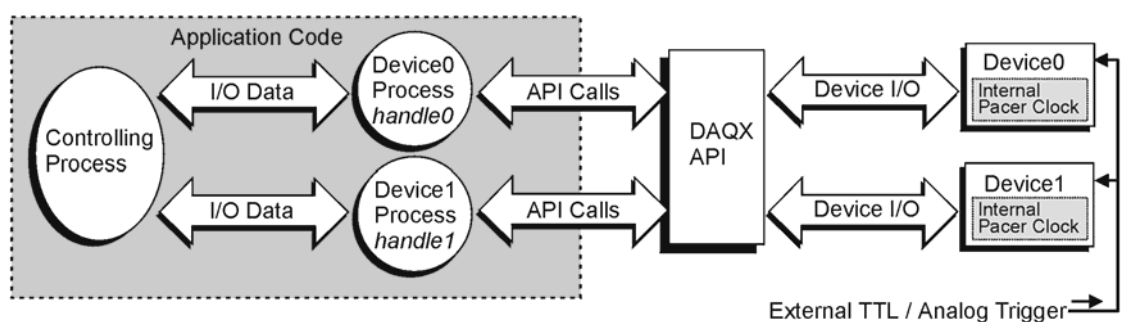 Application Code
Controlling
Process
I/O Data
Device0
Process
handle0
API Calls
I/O Data
Device1
Process
handle1
API Calls
DAQX
API
Device I/O
Device0
Internal
Pacer Clock
Device I/O
Device1
Internal
Pacer Clock
External TTL / Analog Trigger